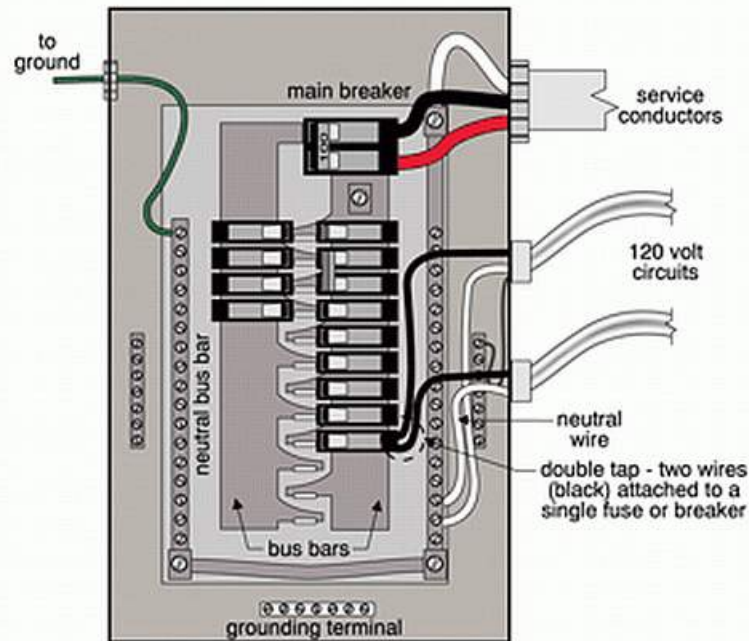 to
ground
main breaker
100
service
conductors
120 volt
circuits
neutral bus bar
neutral
wire
double tap - two wires
(black) attached to a
single fuse or breaker
bus bars
grounding terminal